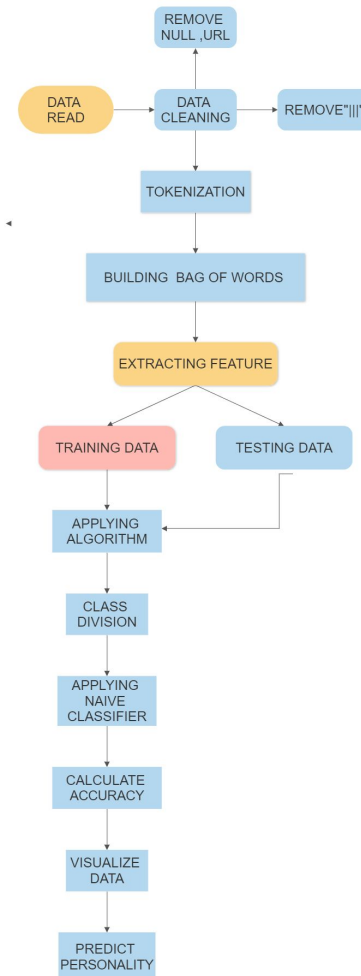 REMOVE
NULL ,URL
DATA
READ
DATA
CLEANING
REMOVE"|||"
TOKENIZATION
BUILDING BAG OF WORDS
EXTRACTING FEATURE
TRAINING DATA
TESTING DATA
APPLYING
ALGORITHM
CLASS
DIVISION
APPLYING
NAIVE
CLASSIFIER
CALCULATE
ACCURACY
VISUALIZE
DATA
PREDICT
PERSONALITY